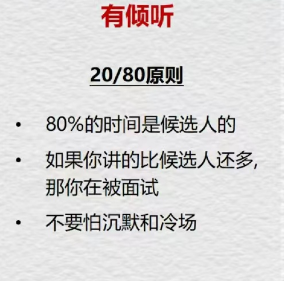 有倾听
20/80原则
• 80%的时间是候选人的
• 如果你讲的比候选人还多,
那你在被面试
• 不要怕沉默和冷场